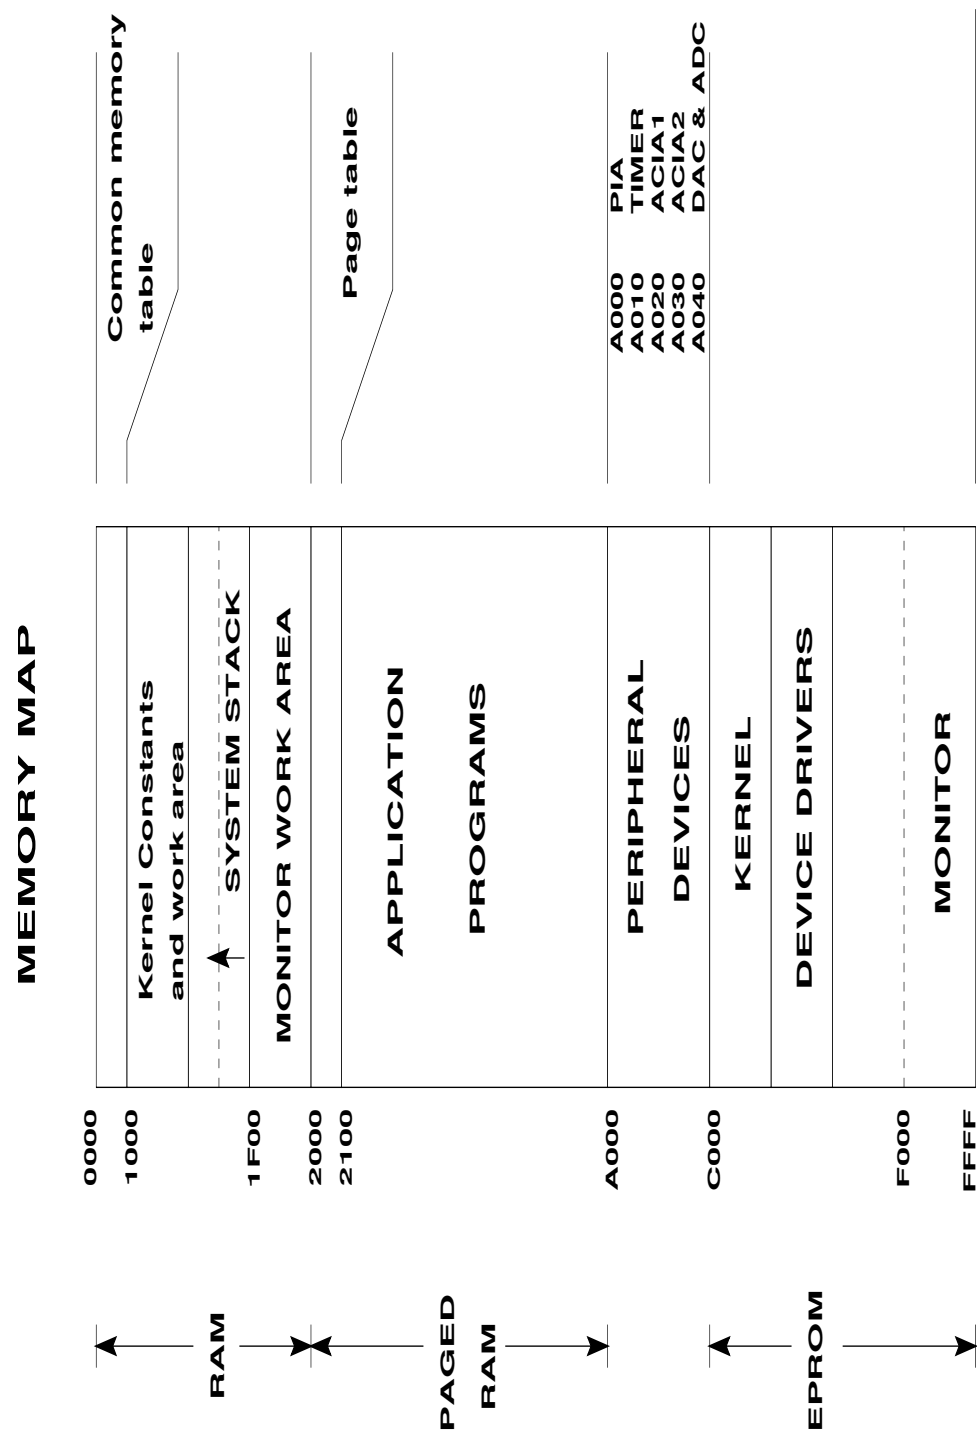 MEMORY MAP
0000
1000
1F00
2000
2100
A000
C000
F000
FFFF
RAM
PAGED
RAM
EPROM
Kernel Constants
and work area
SYSTEM STACK
MONITOR WORK AREA
APPLICATION
PROGRAMS
PERIPHERAL
DEVICES
KERNEL
DEVICE DRIVERS
MONITOR
Common memory
table
Page table
A000 PIA
A010 TIMER
A020 ACIA1
A030 ACIA2
A040 DAC & ADC